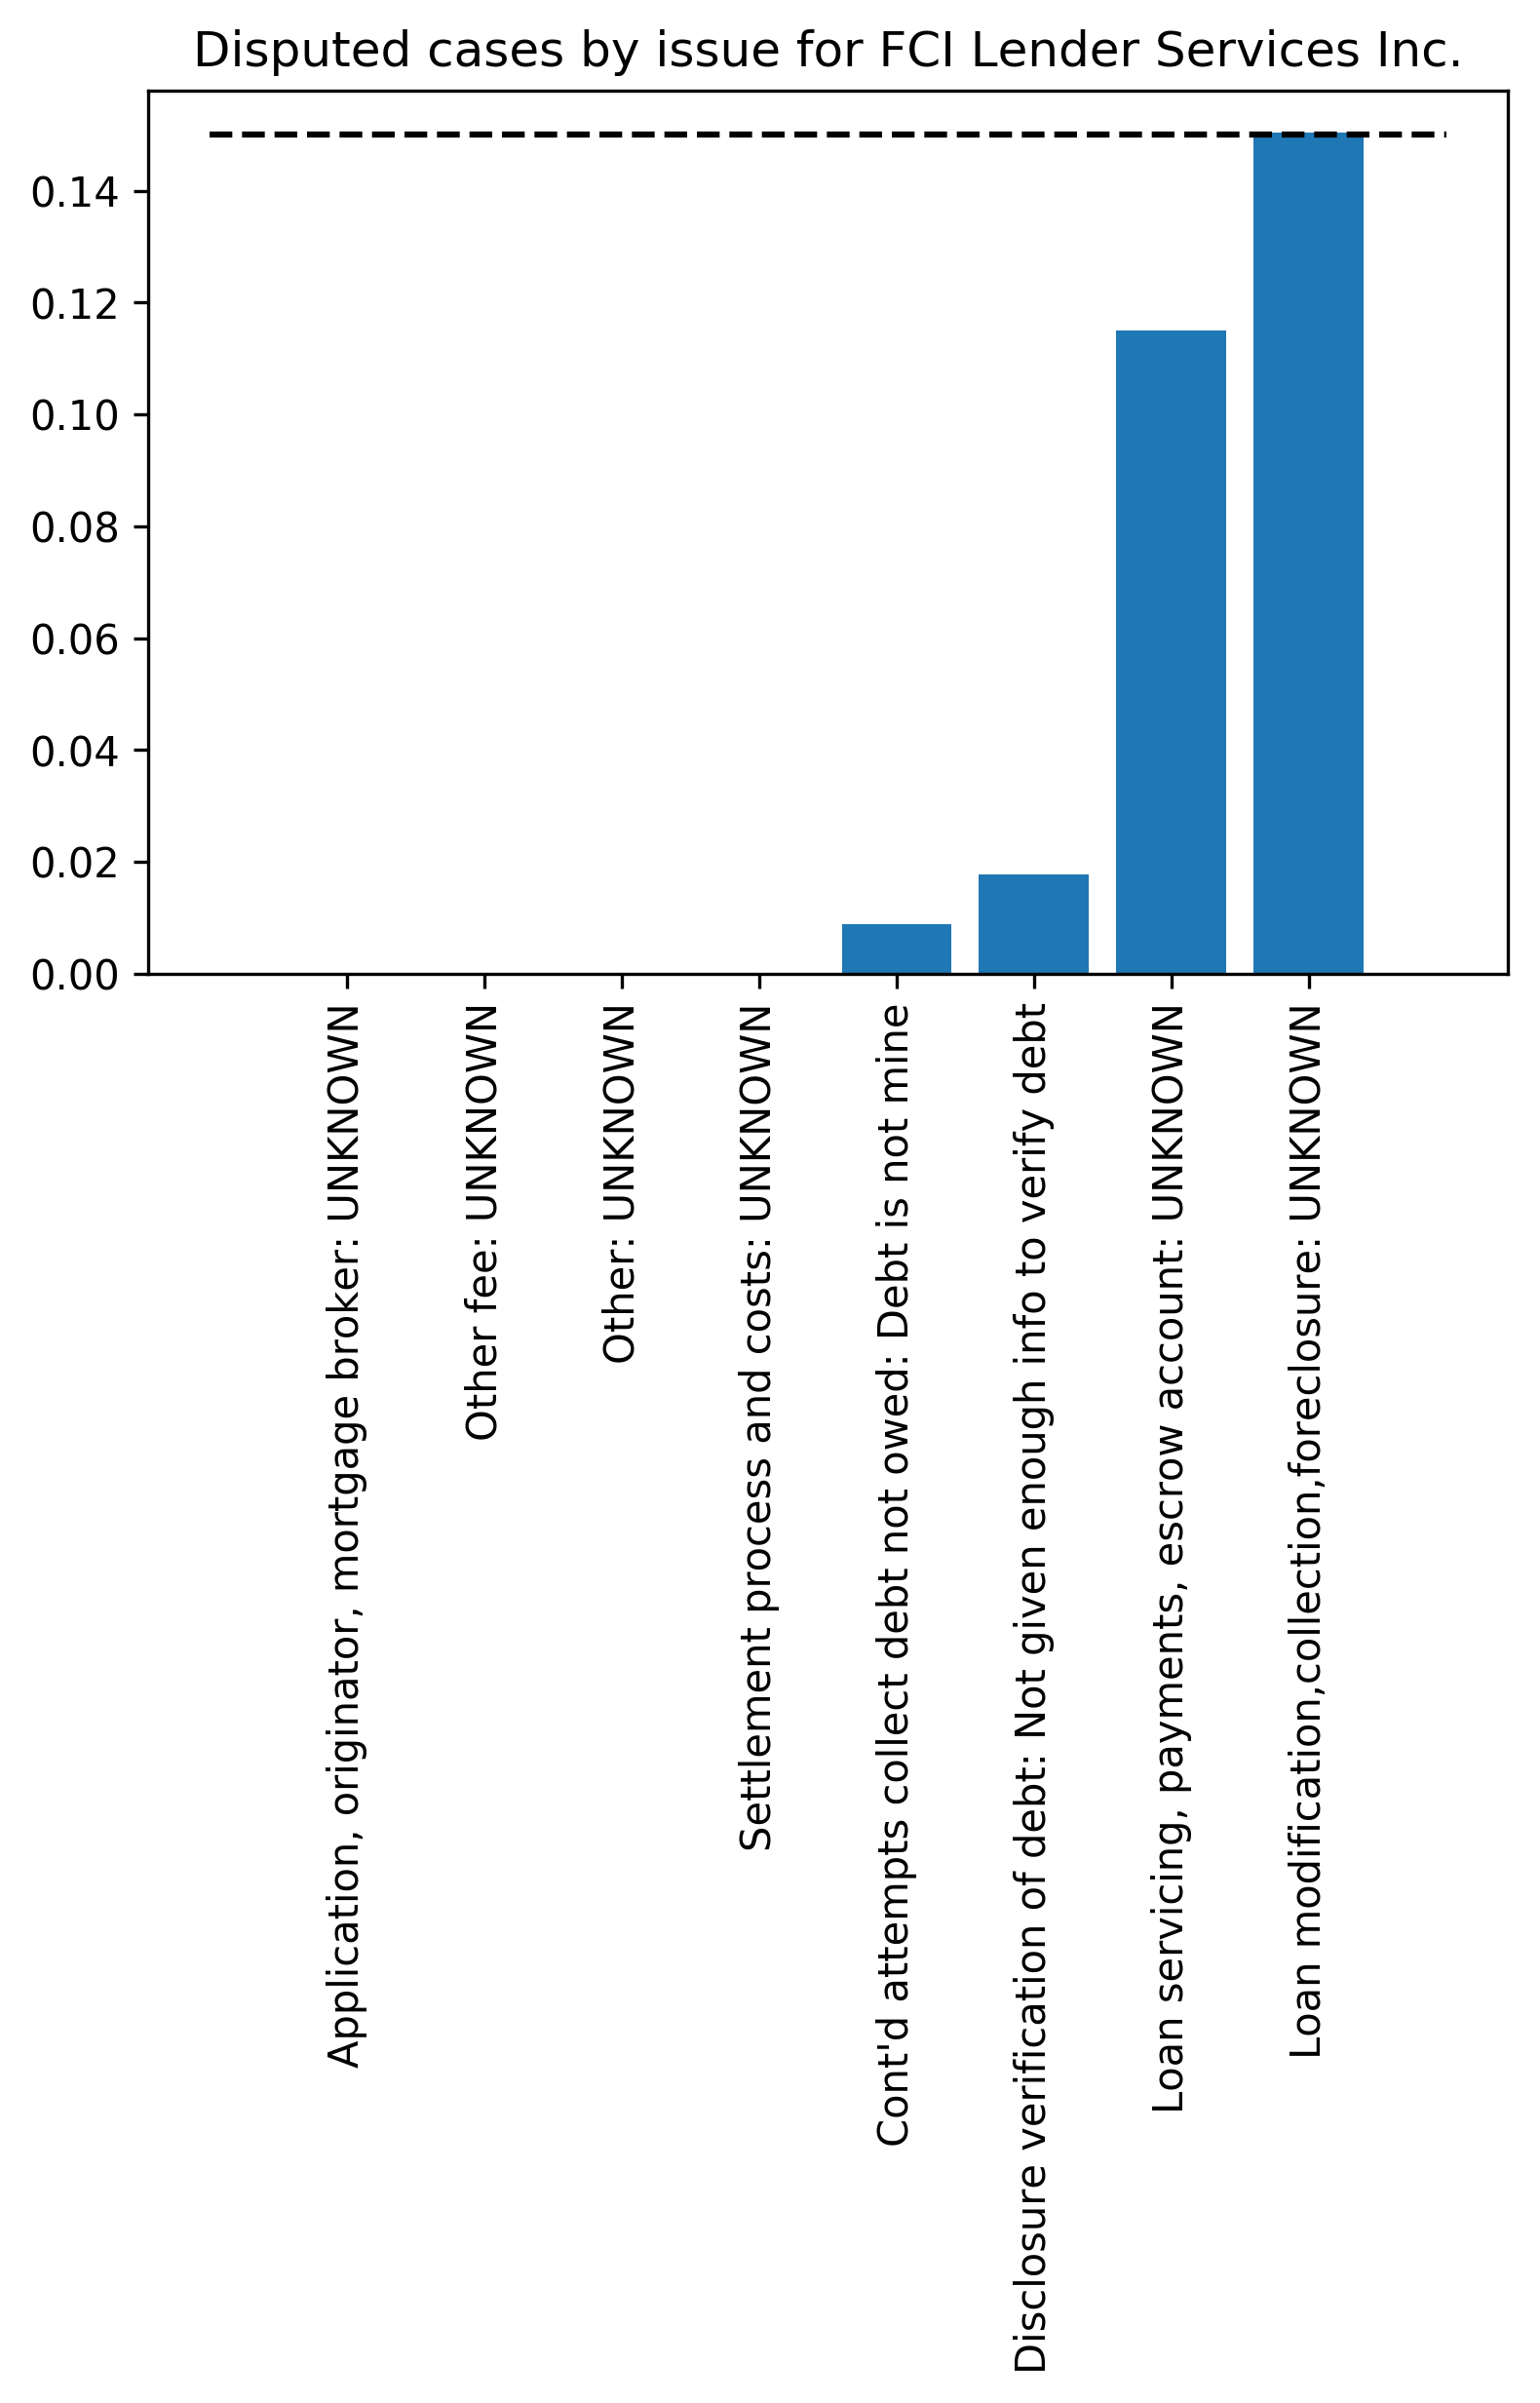 Disputed cases by issue for FCI Lender Services Inc.
0.14
0.12
0.10
0.08
0.06
0.04
0.02
0.00
Application, originator, mortgage broker: UNKNOWN
Other fee: UNKNOWN
Other: UNKNOWN
Settlement process and costs: UNKNOWN
Cont'd attempts collect debt not owed: Debt is not mine
Disclosure verification of debt: Not given enough info to verify debt
Loan servicing, payments, escrow account: UNKNOWN
Loan modification,collection,foreclosure: UNKNOWN